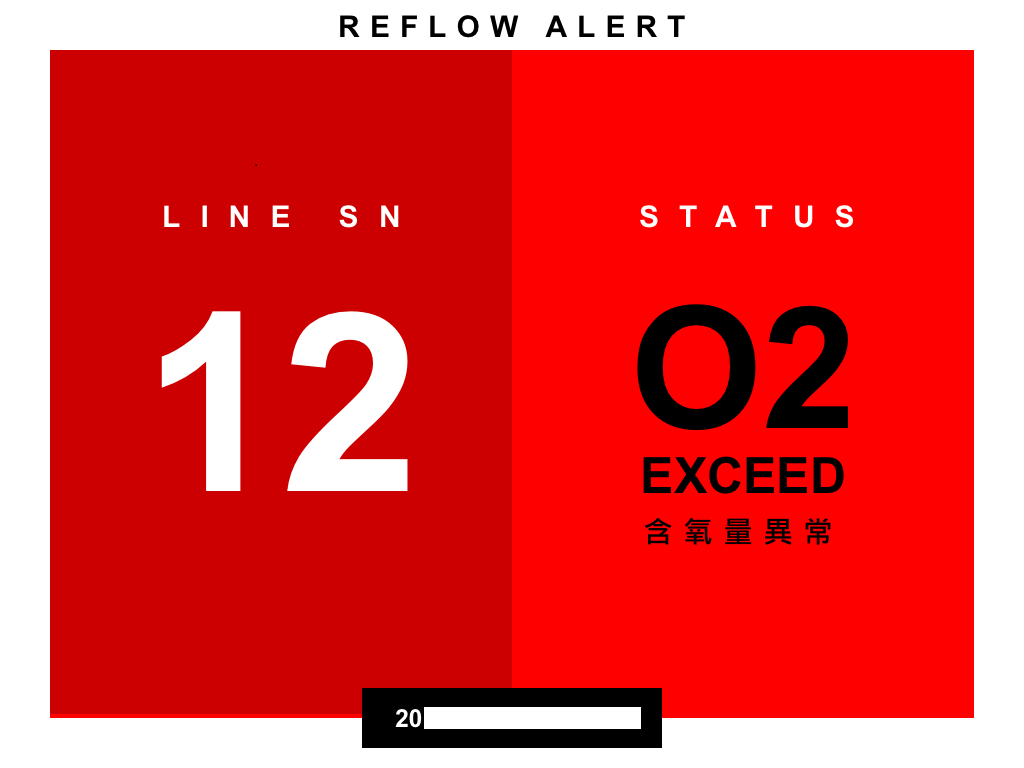 REFLOW ALERT
LINE SN
12
STATUS
O2
EXCEED
含氧量異常
20